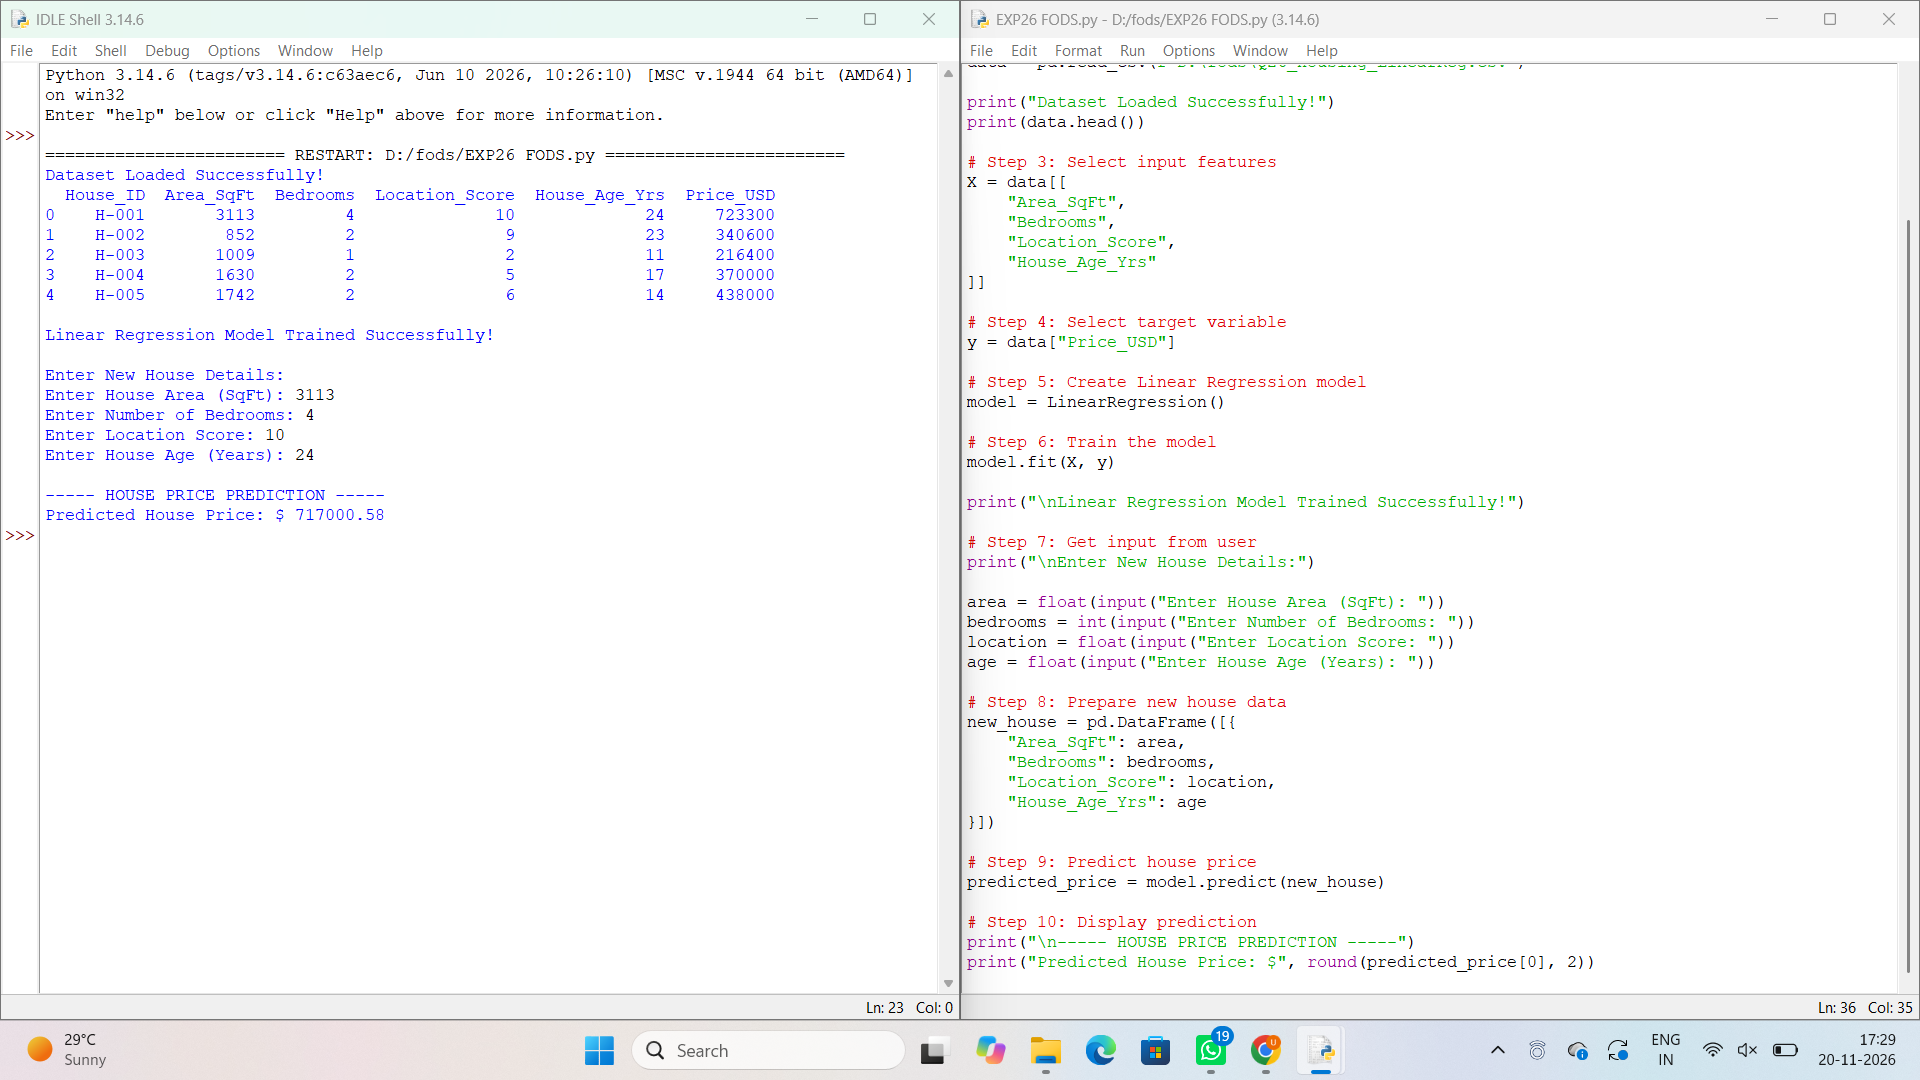 IDLE Shell 3.14.6
File Edit Shell Debug Options Window Help
Python 3.14.6 (tags/v3.14.6:c63aec6, Jun 10 2026, 10:26:10) [MSC v.1944 64 bit (AMD64)]
on win32
Enter "help" below or click "Help" above for more information.
>>>
======================== RESTART: D:/fods/EXP26 FODS.py ========================
Dataset Loaded Successfully!
  House_ID  Area_SqFt  Bedrooms  Location_Score  House_Age_Yrs  Price_USD
0    H-001       3113         4              10             24     723300
1    H-002        852         2               9             23     340600
2    H-003       1009         1               2             11     216400
3    H-004       1630         2               5             17     370000
4    H-005       1742         2               6             14     438000
Linear Regression Model Trained Successfully!
Enter New House Details:
Enter House Area (SqFt): 3113
Enter Number of Bedrooms: 4
Enter Location Score: 10
Enter House Age (Years): 24
----- HOUSE PRICE PREDICTION -----
Predicted House Price: $ 717000.58
>>>
Ln: 23 Col: 0
EXP26 FODS.py - D:/fods/EXP26 FODS.py (3.14.6)
File Edit Format Run Options Window Help
print("Dataset Loaded Successfully!")
print(data.head())
# Step 3: Select input features
X = data[[
    "Area_SqFt",
    "Bedrooms",
    "Location_Score",
    "House_Age_Yrs"
]]
# Step 4: Select target variable
y = data["Price_USD"]
# Step 5: Create Linear Regression model
model = LinearRegression()
# Step 6: Train the model
model.fit(X, y)
print("\nLinear Regression Model Trained Successfully!")
# Step 7: Get input from user
print("\nEnter New House Details:")
area = float(input("Enter House Area (SqFt): "))
bedrooms = int(input("Enter Number of Bedrooms: "))
location = float(input("Enter Location Score: "))
age = float(input("Enter House Age (Years): "))
# Step 8: Prepare new house data
new_house = pd.DataFrame([{
    "Area_SqFt": area,
    "Bedrooms": bedrooms,
    "Location_Score": location,
    "House_Age_Yrs": age
}])
# Step 9: Predict house price
predicted_price = model.predict(new_house)
# Step 10: Display prediction
print("\n----- HOUSE PRICE PREDICTION -----")
print("Predicted House Price: $", round(predicted_price[0], 2))
Ln: 36 Col: 35
29°C
Sunny
Search
19
U
ENG
IN
17:29
20-11-2026